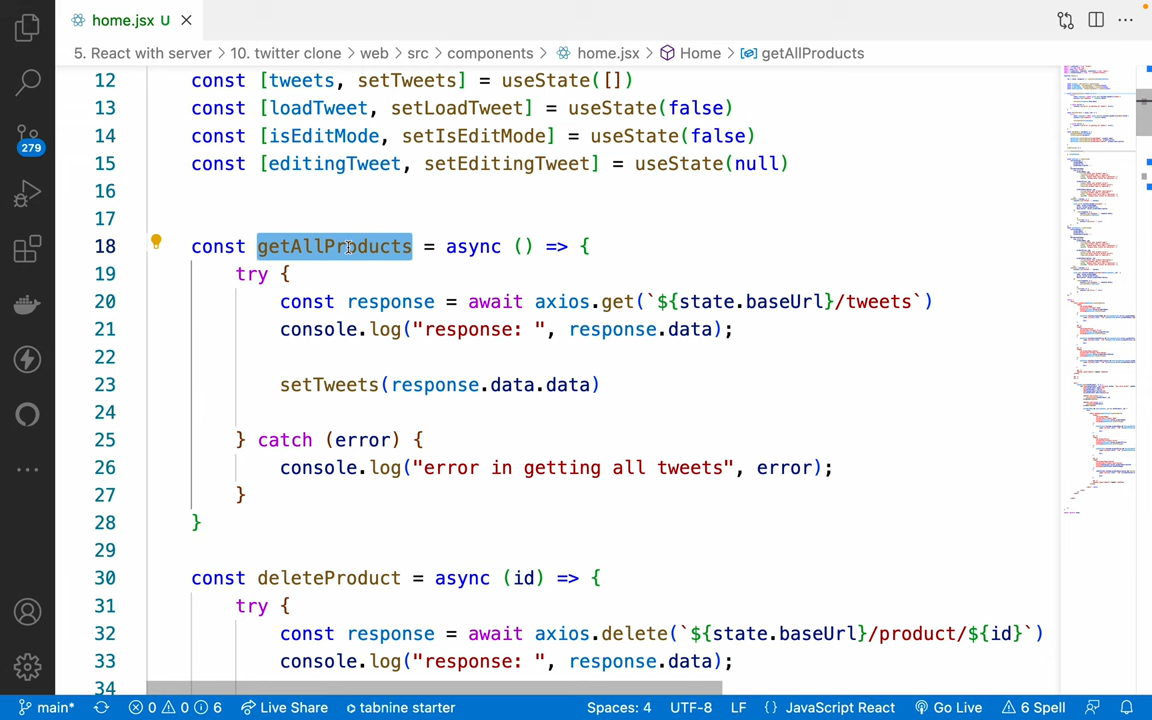 home.jsx U
5. React with server > 10. twitter clone > web > src > components > home.jsx > Home > getAllProducts
12 const [tweets, setTweets] = useState([])
13 const [loadTweet, setLoadTweet] = useState(false)
14 const [isEditMode, setIsEditMode] = useState(false)
15 const [editingTweet, setEditingTweet] = useState(null)
16
17
18 const getAllProducts = async () => {
19 try {
20 const response = await axios.get(`${state.baseUrl}/tweets`)
21 console.log("response: ", response.data);
22
23 setTweets(response.data.data)
24
25 } catch (error) {
26 console.log("error in getting all tweets", error);
27 }
28 }
29
30 const deleteProduct = async (id) => {
31 try {
32 const response = await axios.delete(`${state.baseUrl}/product/${id}`)
33 console.log("response: ", response.data);
34
279
main* 0 0 6 Live Share tabnine starter Spaces: 4 UTF-8 LF {} JavaScript React Go Live 6 Spell